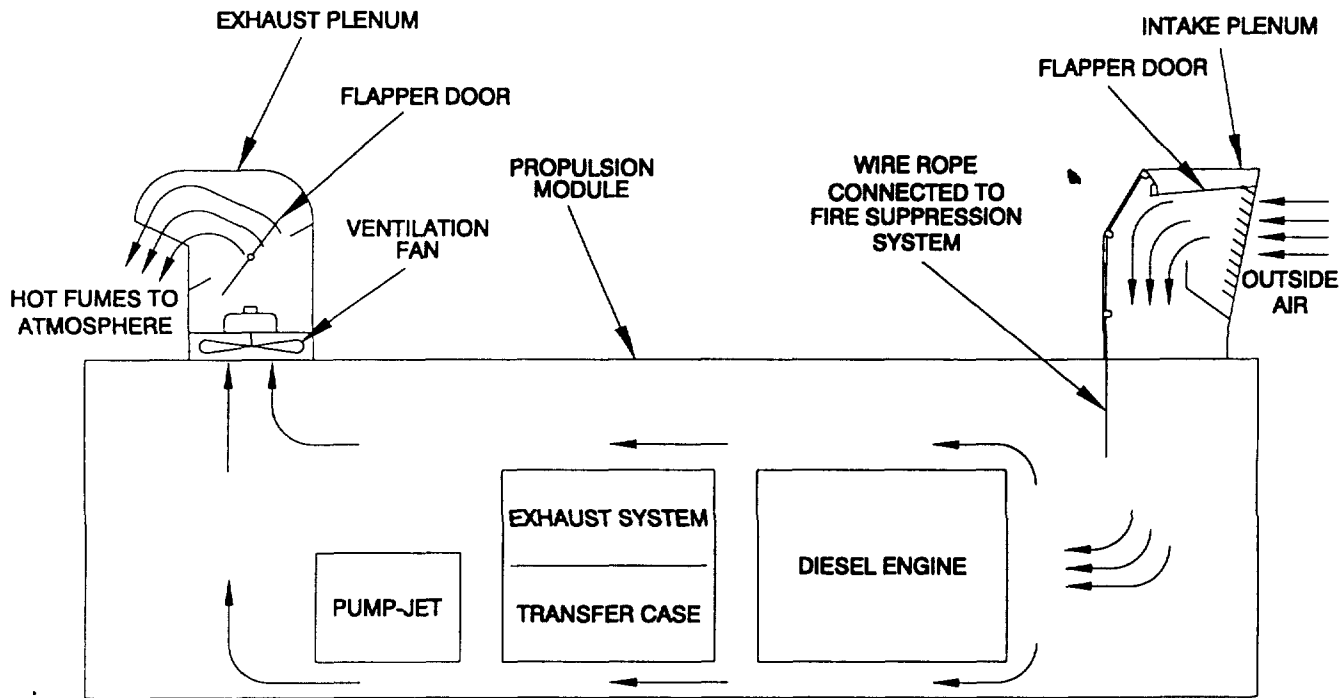 EXHAUST PLENUM
FLAPPER DOOR
PROPULSION
MODULE
VENTILATION
FAN
HOT FUMES TO
ATMOSPHERE
INTAKE PLENUM
FLAPPER DOOR
WIRE ROPE
CONNECTED TO
FIRE SUPPRESSION
SYSTEM
OUTSIDE
AIR
EXHAUST SYSTEM
TRANSFER CASE
PUMP-JET
DIESEL ENGINE